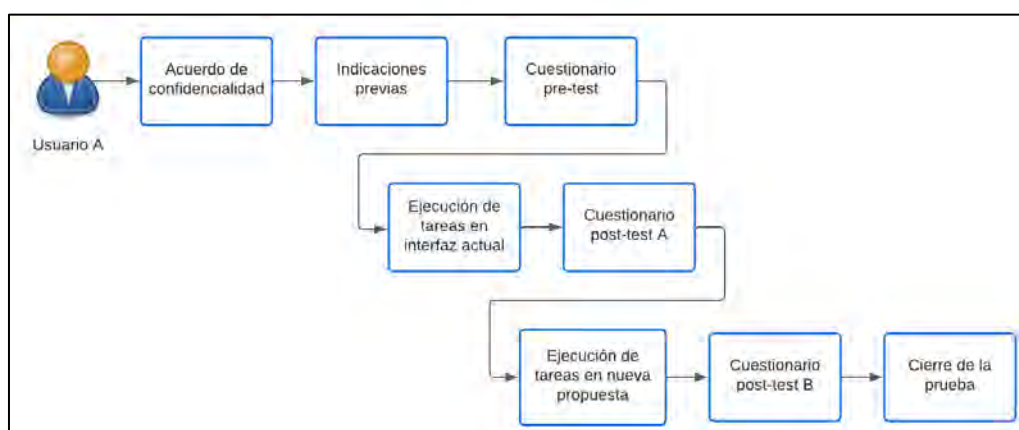 Usuario A
Acuerdo de
confidencialidad
Indicaciones
previas
Cuestionario
pre-test
Ejecución de
tareas en
interfaz actual
Cuestionario
post-test A
Ejecución de
tareas en nueva
propuesta
Cuestionario
post-test B
Cierre de la
prueba